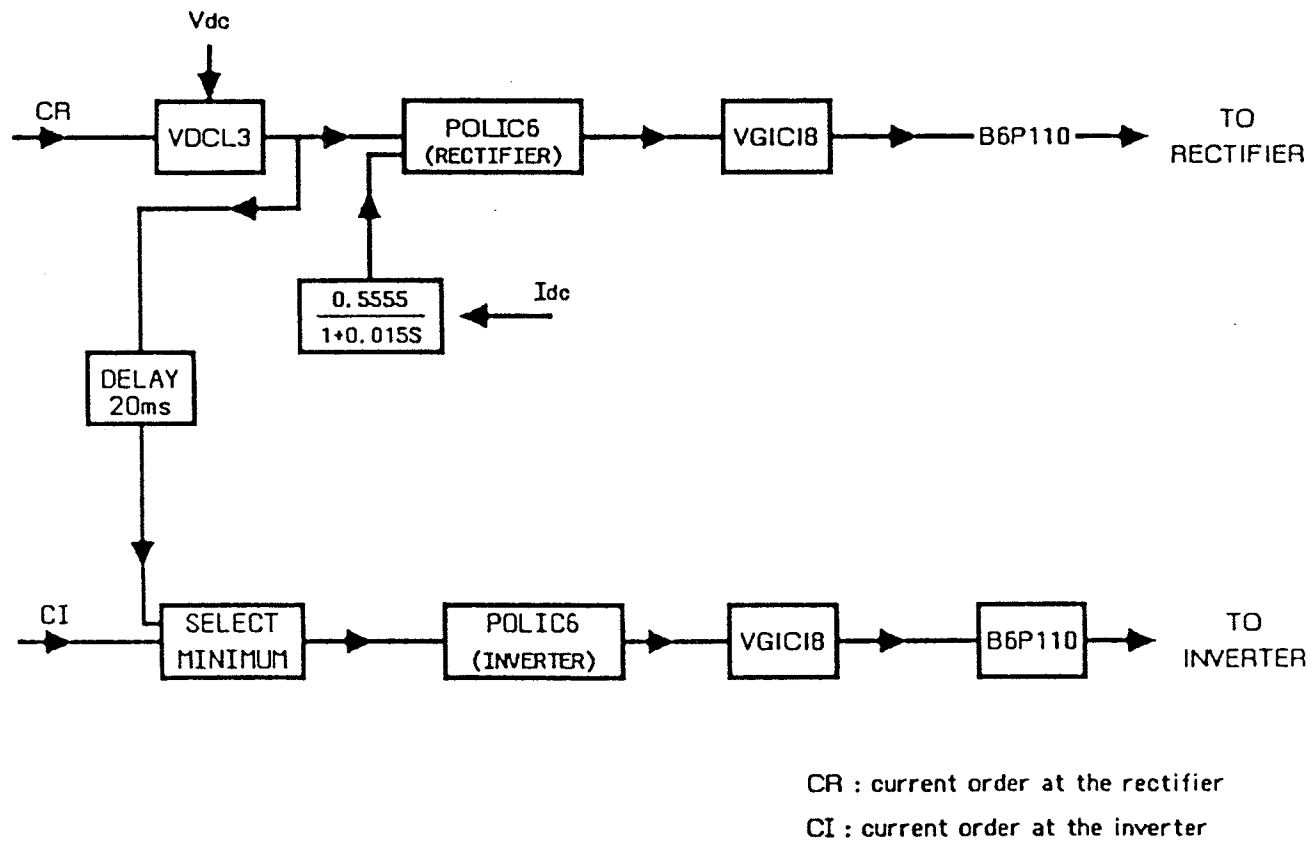 Vdc
CR
VDCL3
POLIC6
(RECTIFIER)
VGICI8
B6P110
TO
RECTIFIER
0.5555
1+0.015S
Idc
DELAY
20ms
CI
SELECT
MINIMUM
POLIC6
(INVERTER)
VGICI8
B6P110
TO
INVERTER
CR : current order at the rectifier
CI : current order at the inverter